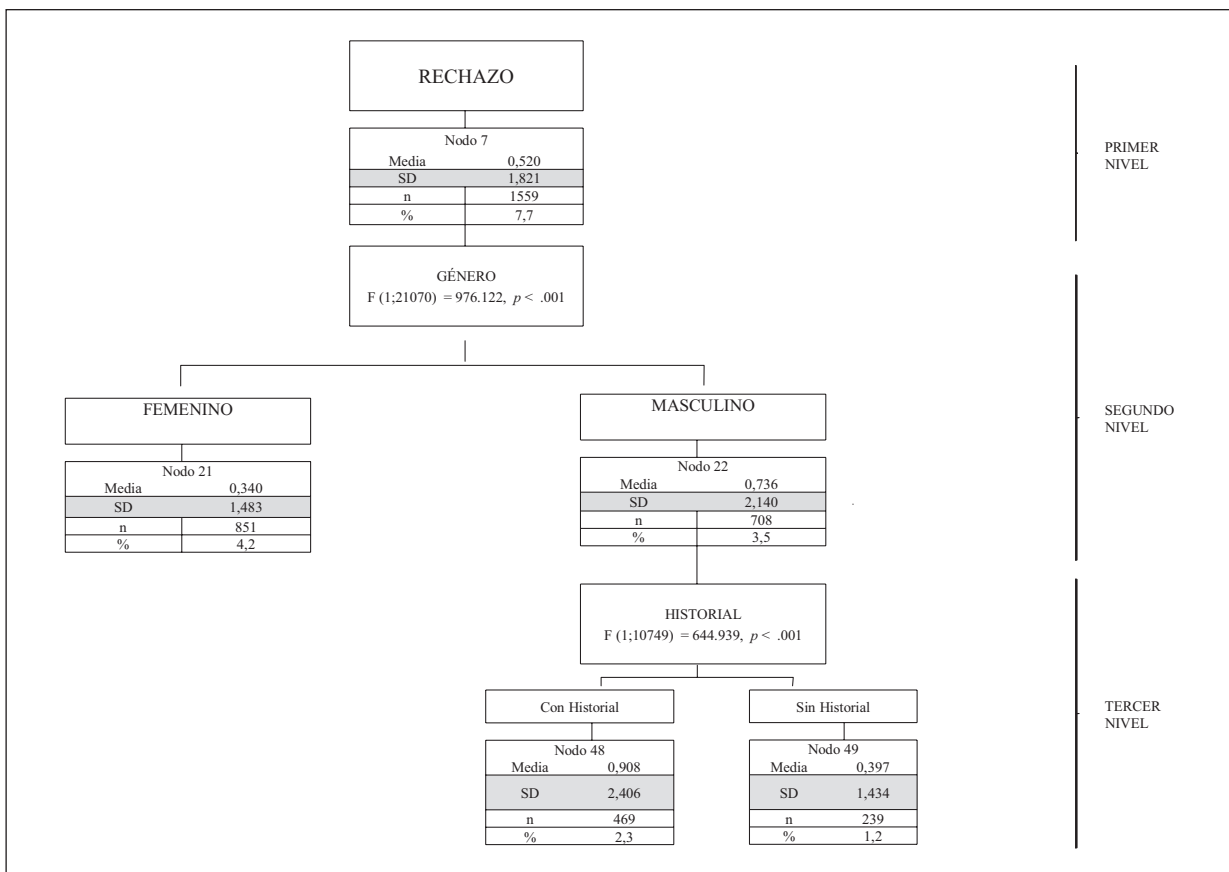 RECHAZO
Nodo 7
Media 0,520
SD 1,821
n 1559
% 7,7
PRIMER
NIVEL
GÉNERO
F (1;21070) = 976.122, p < .001
FEMENINO
Nodo 21
Media 0,340
SD 1,483
n 851
% 4,2
MASCULINO
Nodo 22
Media 0,736
SD 2,140
n 708
% 3,5
SEGUNDO
NIVEL
HISTORIAL
F (1;10749) = 644.939, p < .001
Con Historial
Nodo 48
Media 0,908
SD 2,406
n 469
% 2,3
Sin Historial
Nodo 49
Media 0,397
SD 1,434
n 239
% 1,2
TERCER
NIVEL